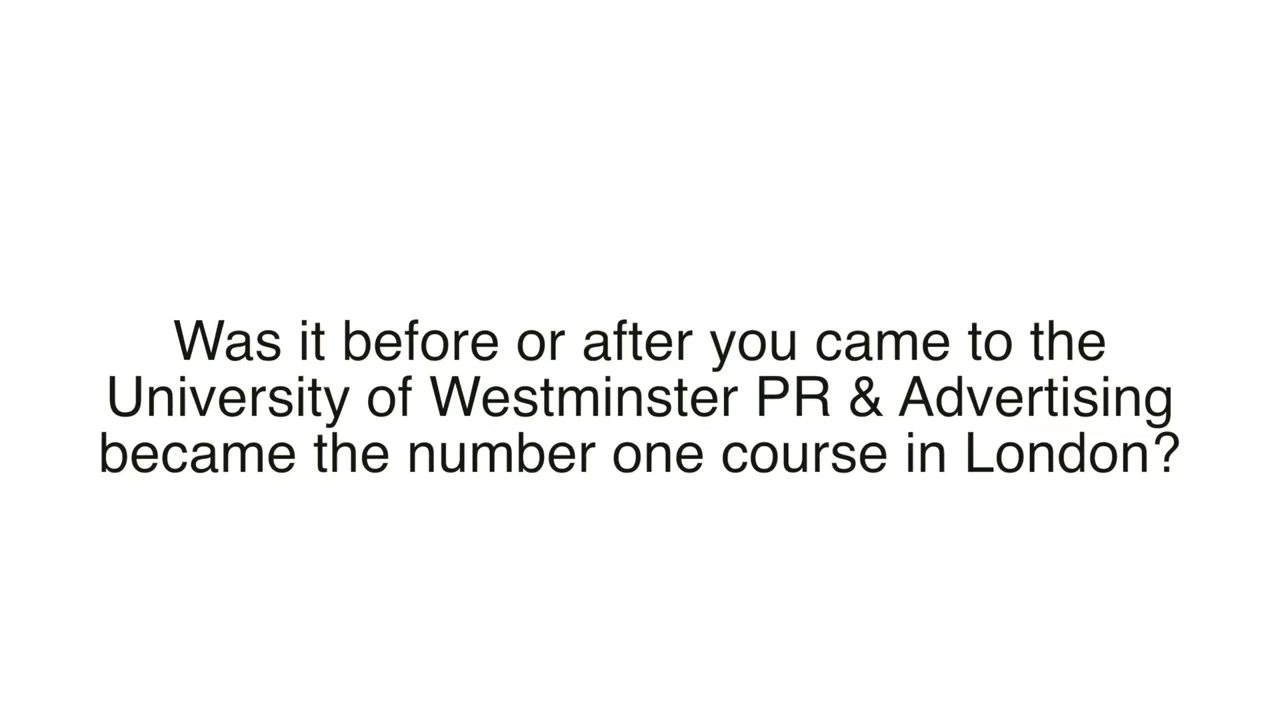 Was it before or after you came to the
University of Westminster PR & Advertising
became the number one course in London?